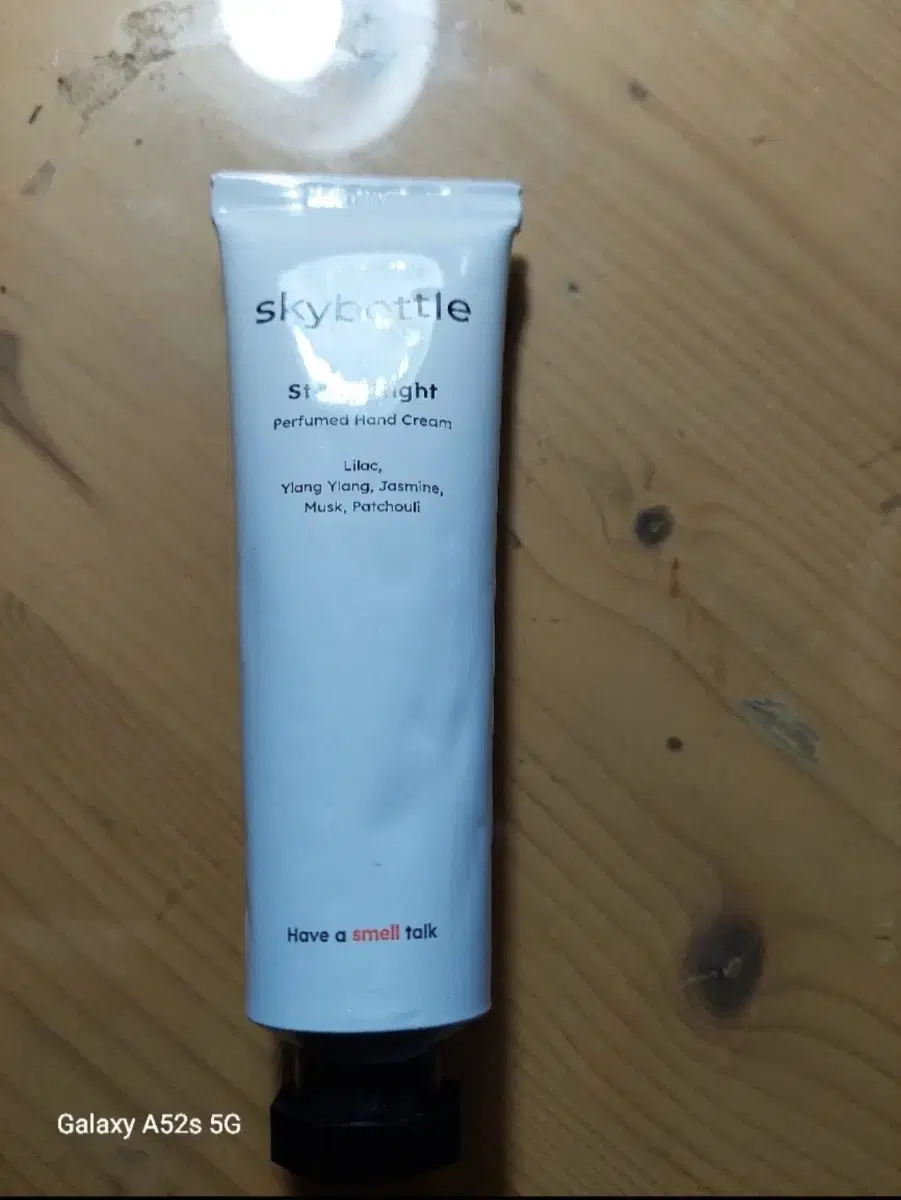 skybottle
Perfumed Hand Cream
Lilac,
Ylang Ylang, Jasmine,
Musk, Patchouli
Have a smell talk
Galaxy A52s 5G